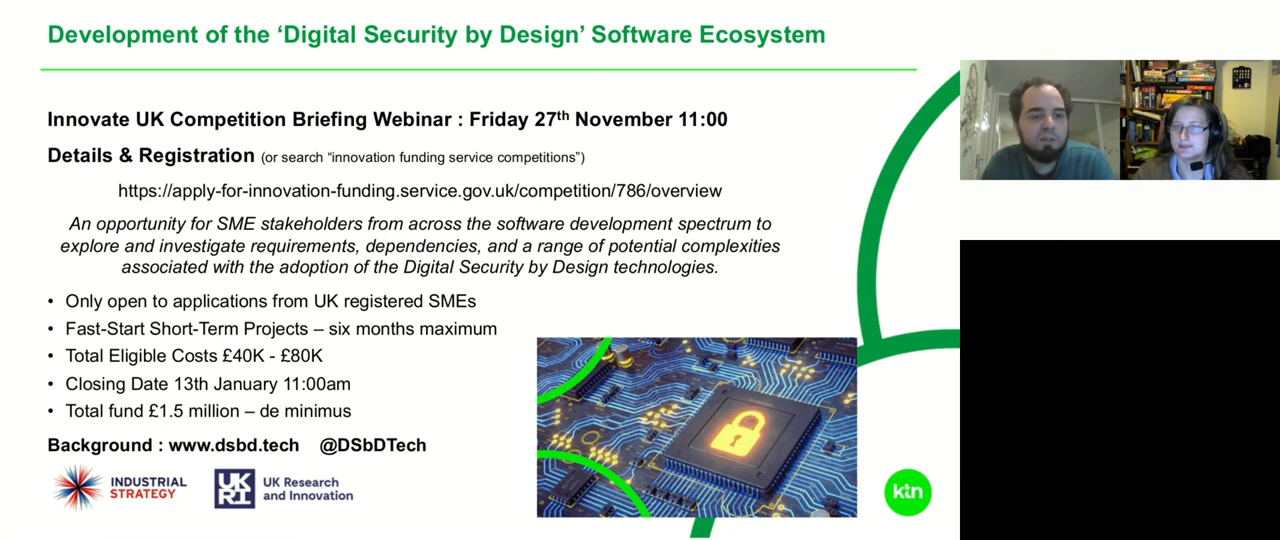 Development of the ‘Digital Security by Design’ Software Ecosystem
Innovate UK Competition Briefing Webinar : Friday 27th November 11:00
Details & Registration (or search “innovation funding service competitions”)
https://apply-for-innovation-funding.service.gov.uk/competition/786/overview
An opportunity for SME stakeholders from across the software development spectrum to
explore and investigate requirements, dependencies, and a range of potential complexities
associated with the adoption of the Digital Security by Design technologies.
• Only open to applications from UK registered SMEs
• Fast-Start Short-Term Projects – six months maximum
• Total Eligible Costs £40K - £80K
• Closing Date 13th January 11:00am
• Total fund £1.5 million – de minimus
Background : www.dsbd.tech @DSbDTech
INDUSTRIAL
STRATEGY
UK
RI
UK Research
and Innovation
ktn